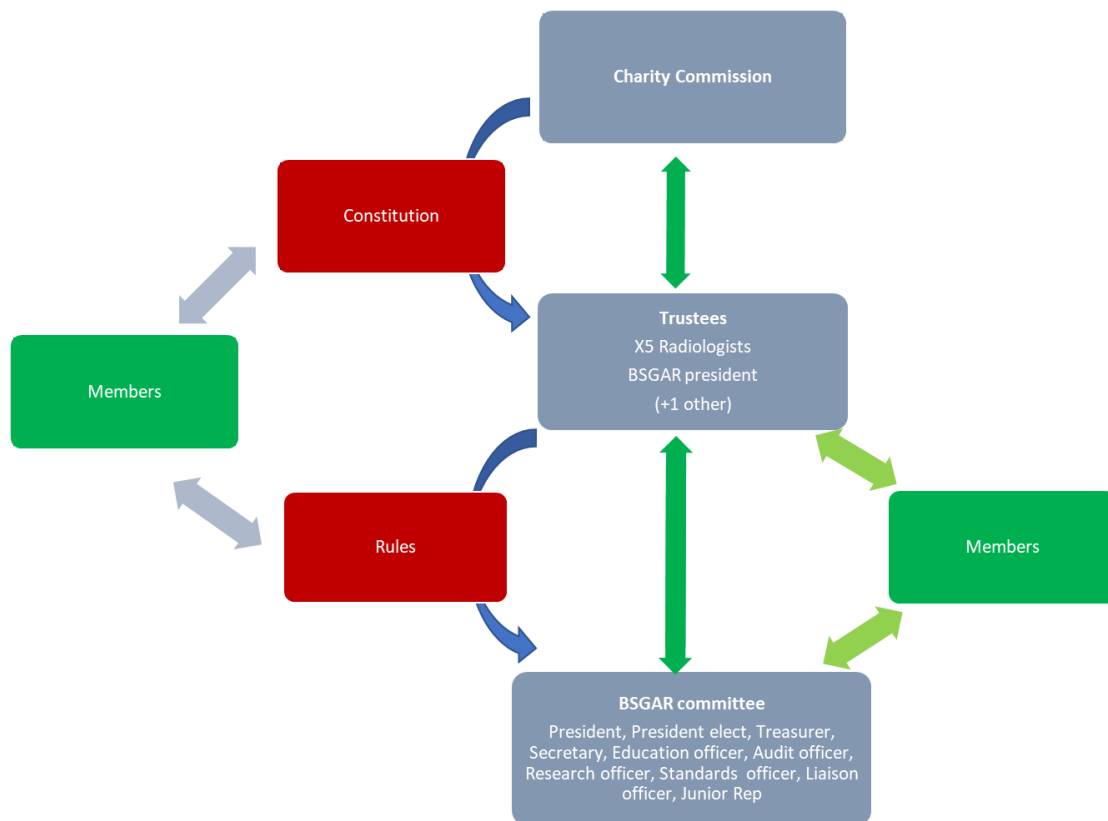 Charity Commission
Constitution
Trustees
X5 Radiologists
BSGAR president
(+1 other)
Members
Rules
Members
BSGAR committee
President, President elect, Treasurer,
Secretary, Education officer, Audit officer,
Research officer, Standards officer, Liaison
officer, Junior Rep